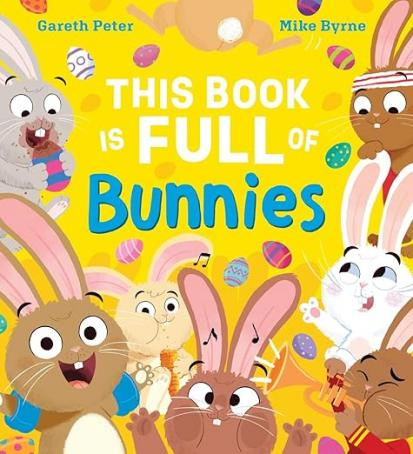 Gareth Peter Mike Byrne
THIS BOOK
IS FULL OF
Bunnies